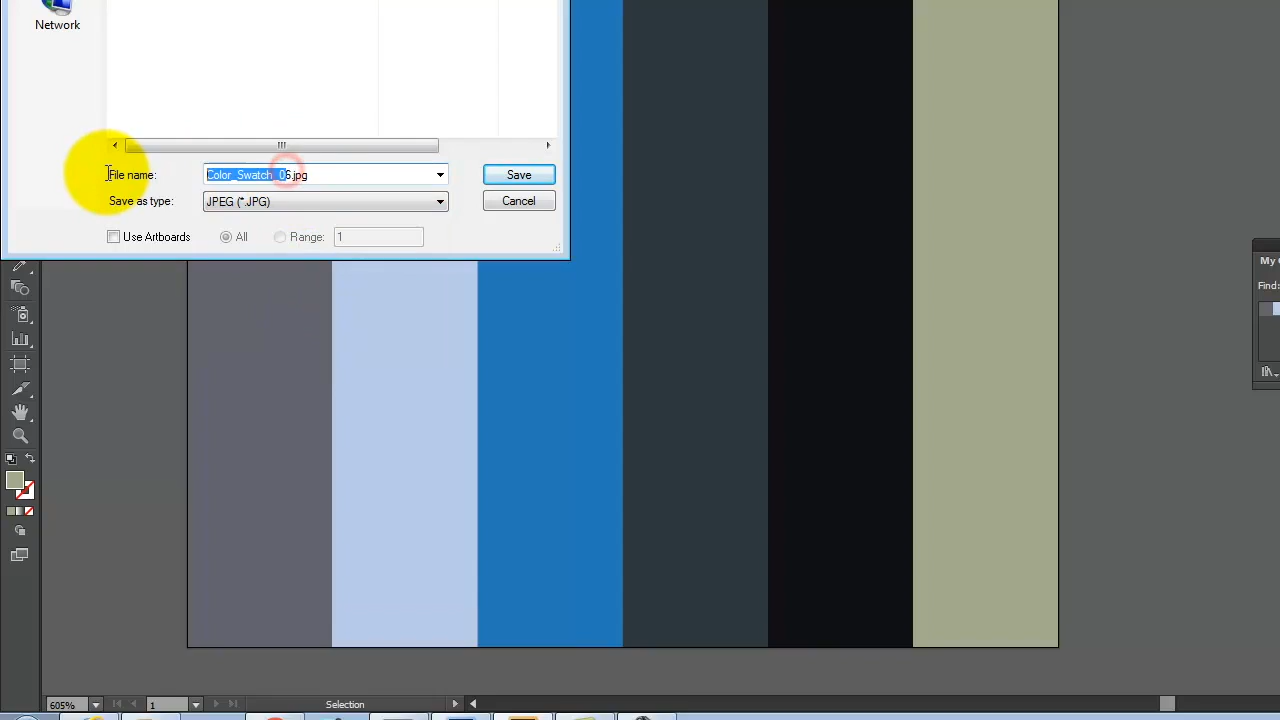 Network
File name:
Color_Swatch_06.jpg
Save
Save as type:
JPEG (*.JPG)
Cancel
Use Artboards
All
Range:
1
My
Find:
605%
1
Selection